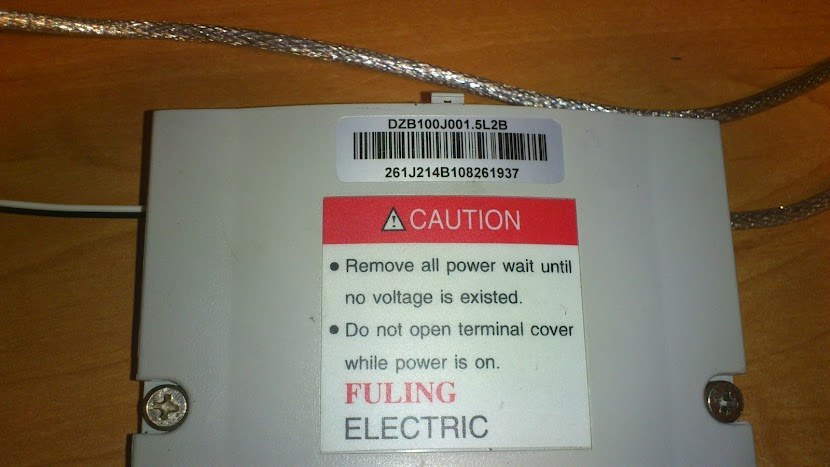 DZB100J001.5L2B
261J214B108261937
CAUTION
• Remove all power wait until
no voltage is existed.
• Do not open terminal cover
while power is on.
FULING
ELECTRIC